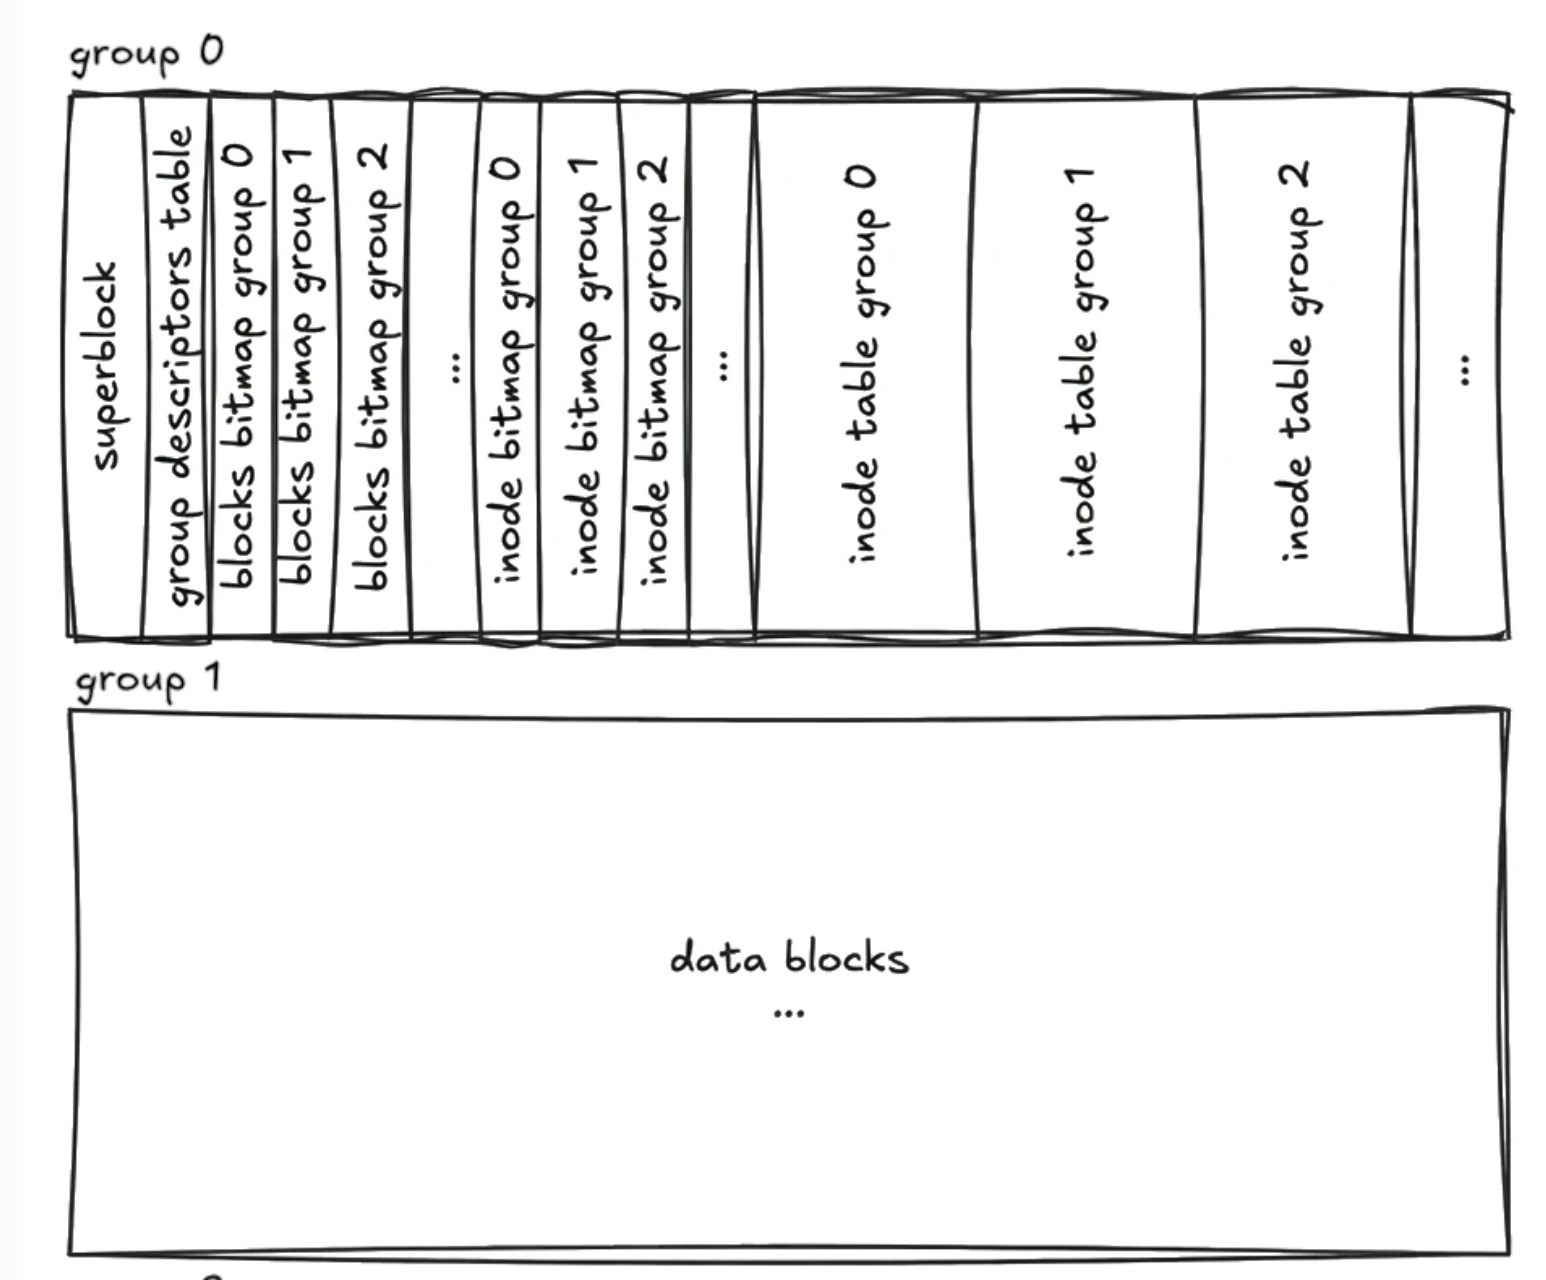 group 0
superblock
group descriptors table
blocks bitmap group 0
blocks bitmap group 1
blocks bitmap group 2
...
inode bitmap group 0
inode bitmap group 1
inode bitmap group 2
...
inode table group 0
inode table group 1
inode table group 2
...
group 1
data blocks
...